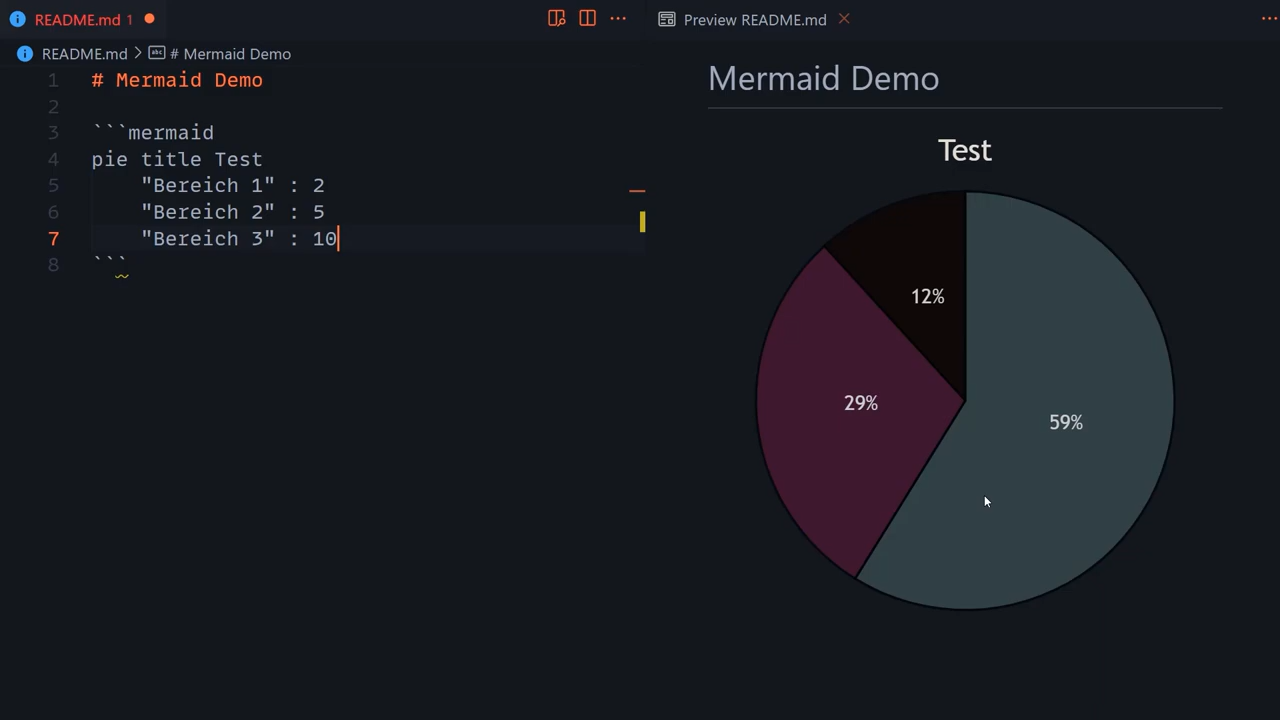 README.md 1
README.md > # Mermaid Demo
1 # Mermaid Demo
2
3 ```mermaid
4 pie title Test
5 "Bereich 1" : 2
6 "Bereich 2" : 5
7 "Bereich 3" : 10
8 ```
Preview README.md
Mermaid Demo
Test
12%
29%
59%